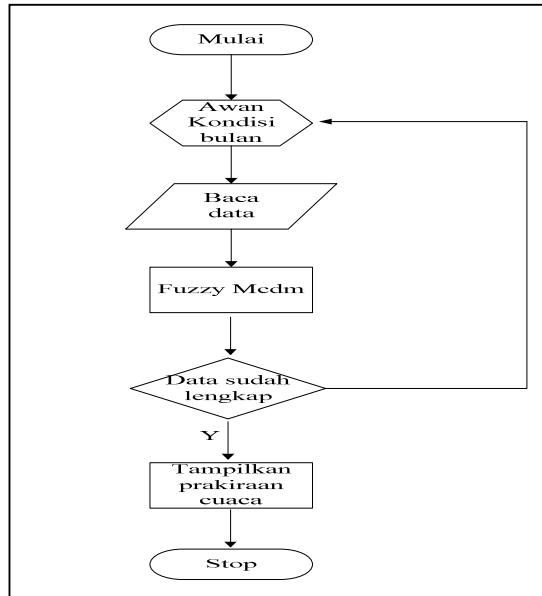 Mulai
Awan
Kondisi
bulan
Baca
data
Fuzzy Mcdm
Data sudah
lengkap
Y
Tampilkan
prakiraan
cuaca
Stop